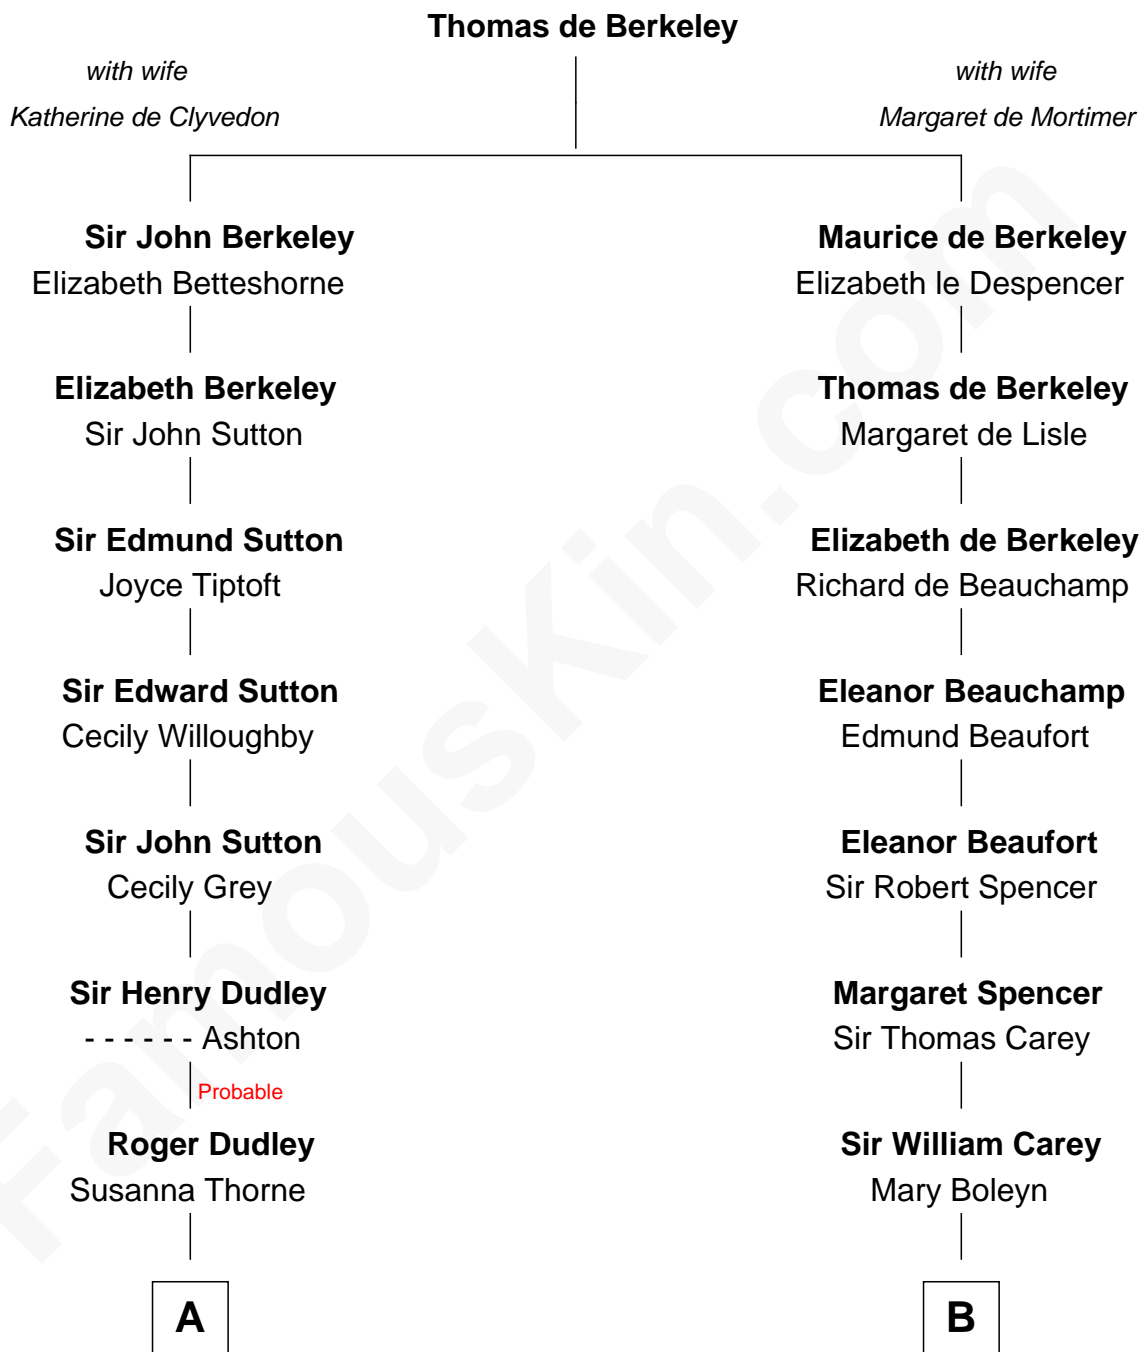 Thomas de Berkeley
with wife
Katherine de Clyvedon
with wife
Margaret de Mortimer
Sir John Berkeley
Elizabeth Betteshorne
Maurice de Berkeley
Elizabeth le Despencer
Elizabeth Berkeley
Sir John Sutton
Thomas de Berkeley
Margaret de Lisle
Sir Edmund Sutton
Joyce Tiptoft
Elizabeth de Berkeley
Richard de Beauchamp
Sir Edward Sutton
Cecily Willoughby
Eleanor Beauchamp
Edmund Beaufort
Sir John Sutton
Cecily Grey
Eleanor Beaufort
Sir Robert Spencer
Sir Henry Dudley
- - - - - - Ashton
Margaret Spencer
Sir Thomas Carey
Probable
Roger Dudley
Susanna Thorne
Sir William Carey
Mary Boleyn
A
B
FamousKin.com